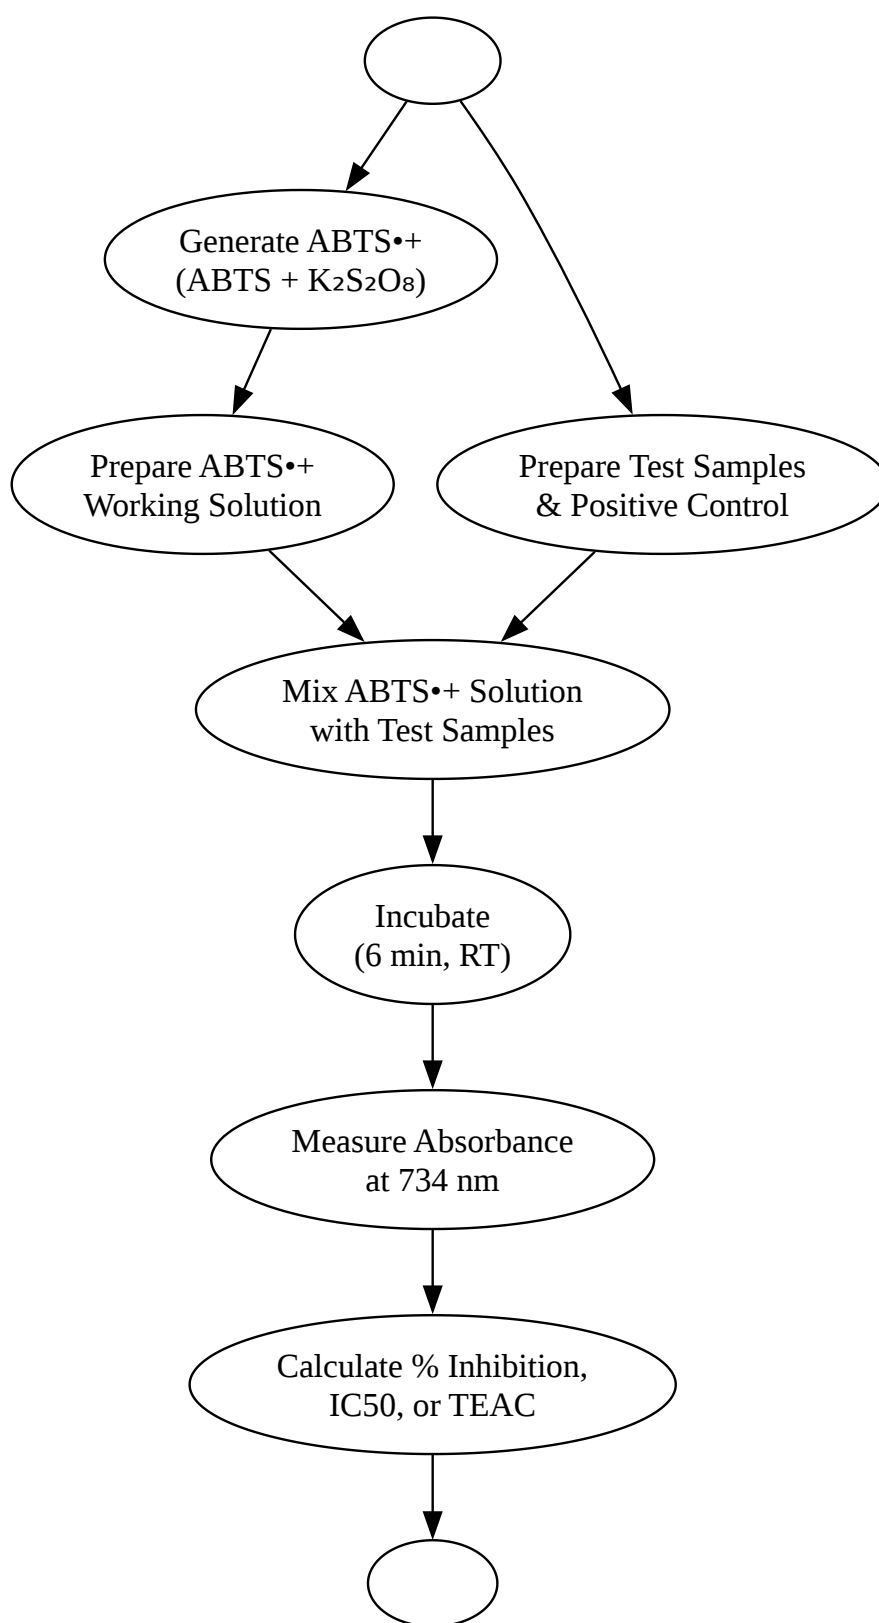 Generate ABTS•+
(ABTS + K₂S₂O₈)
Prepare ABTS•+
Working Solution
Prepare Test Samples
& Positive Control
Mix ABTS•+ Solution
with Test Samples
Incubate
(6 min, RT)
Measure Absorbance
at 734 nm
Calculate % Inhibition,
IC50, or TEAC